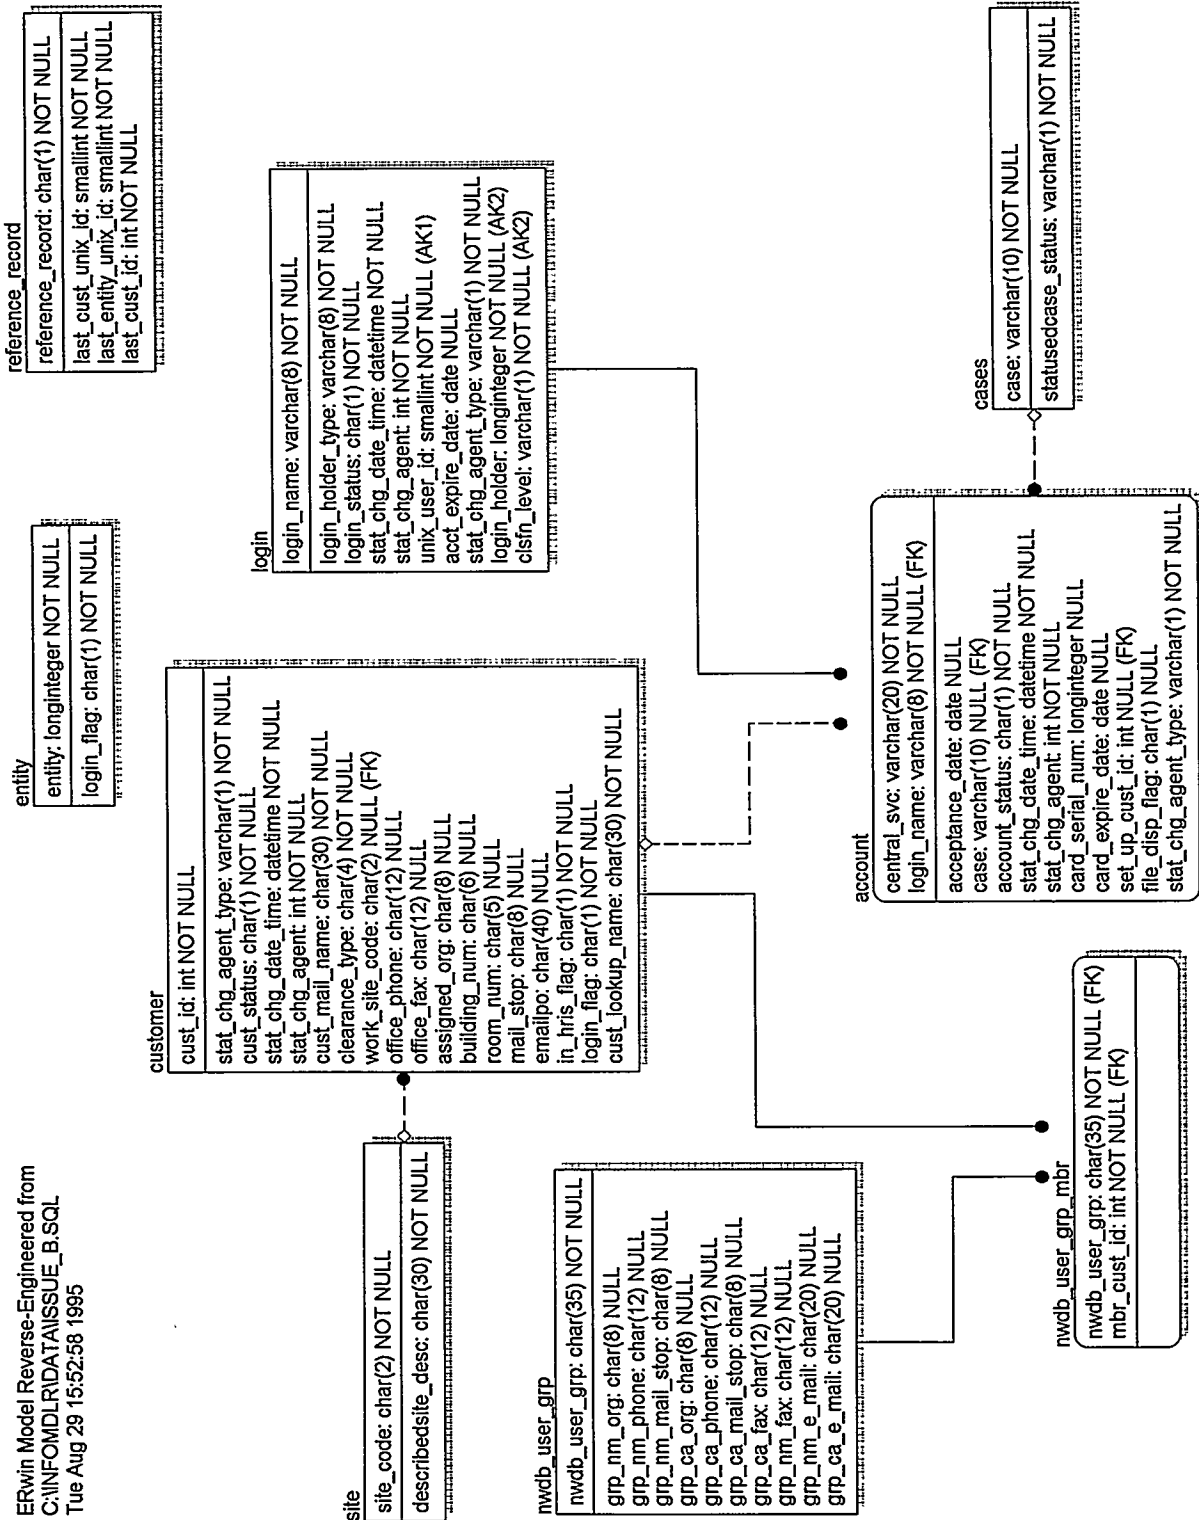 ERwin Model Reverse-Engineered from
C:\INFOMDLR\DATA\ISSUE_B.SQL
Tue Aug 29 15:52:58 1995
site
site_code: char(2) NOT NULL
describedsite_desc: char(30) NOT NULL
customer
cust_id: int NOT NULL
stat_chg_agent_type: varchar(1) NOT NULL
cust_status: char(1) NOT NULL
stat_chg_date_time: datetime NOT NULL
stat_chg_agent: int NOT NULL
cust_mail_name: char(30) NOT NULL
clearance_type: char(4) NOT NULL
work_site_code: char(2) NULL (FK)
office_phone: char(12) NULL
office_fax: char(12) NULL
assigned_org: char(8) NULL
building_num: char(6) NULL
room_num: char(5) NULL
mail_stop: char(8) NULL
emailpo: char(40) NULL
in_hris_flag: char(1) NOT NULL
login_flag: char(1) NOT NULL
cust_lookup_name: char(30) NOT NULL
entity
entity: longinteger NOT NULL
login_flag: char(1) NOT NULL
reference_record
reference_record: char(1) NOT NULL
last_cust_unix_id: smallint NOT NULL
last_entity_unix_id: smallint NOT NULL
last_cust_id: int NOT NULL
login
login_name: varchar(8) NOT NULL
login_holder_type: varchar(8) NOT NULL
login_status: char(1) NOT NULL
stat_chg_date_time: datetime NOT NULL
stat_chg_agent: int NOT NULL
unix_user_id: smallint NOT NULL (AK1)
acct_expire_date: date NULL
stat_chg_agent_type: varchar(1) NOT NULL
login_holder: longinteger NOT NULL (AK2)
clsfn_level: varchar(1) NOT NULL (AK2)
nwdb_user_grp
nwdb_user_grp: char(35) NOT NULL
grp_nm_org: char(8) NULL
grp_nm_phone: char(12) NULL
grp_nm_mail_stop: char(8) NULL
grp_ca_org: char(8) NULL
grp_ca_phone: char(12) NULL
grp_ca_mail_stop: char(8) NULL
grp_ca_fax: char(12) NULL
grp_nm_fax: char(12) NULL
grp_nm_e_mail: char(20) NULL
grp_ca_e_mail: char(20) NULL
nwdb_user_grp_mbr
nwdb_user_grp: char(35) NOT NULL (FK)
mbr_cust_id: int NOT NULL (FK)
account
central_svc: varchar(20) NOT NULL
login_name: varchar(8) NOT NULL (FK)
acceptance_date: date NULL
case: varchar(10) NULL (FK)
account_status: char(1) NOT NULL
stat_chg_date_time: datetime NOT NULL
stat_chg_agent: int NOT NULL
card_serial_num: longinteger NULL
card_expire_date: date NULL
set_up_cust_id: int NULL (FK)
file_disp_flag: char(1) NULL
stat_chg_agent_type: varchar(1) NOT NULL
cases
case: varchar(10) NOT NULL
statusedcase_status: varchar(1) NOT NULL